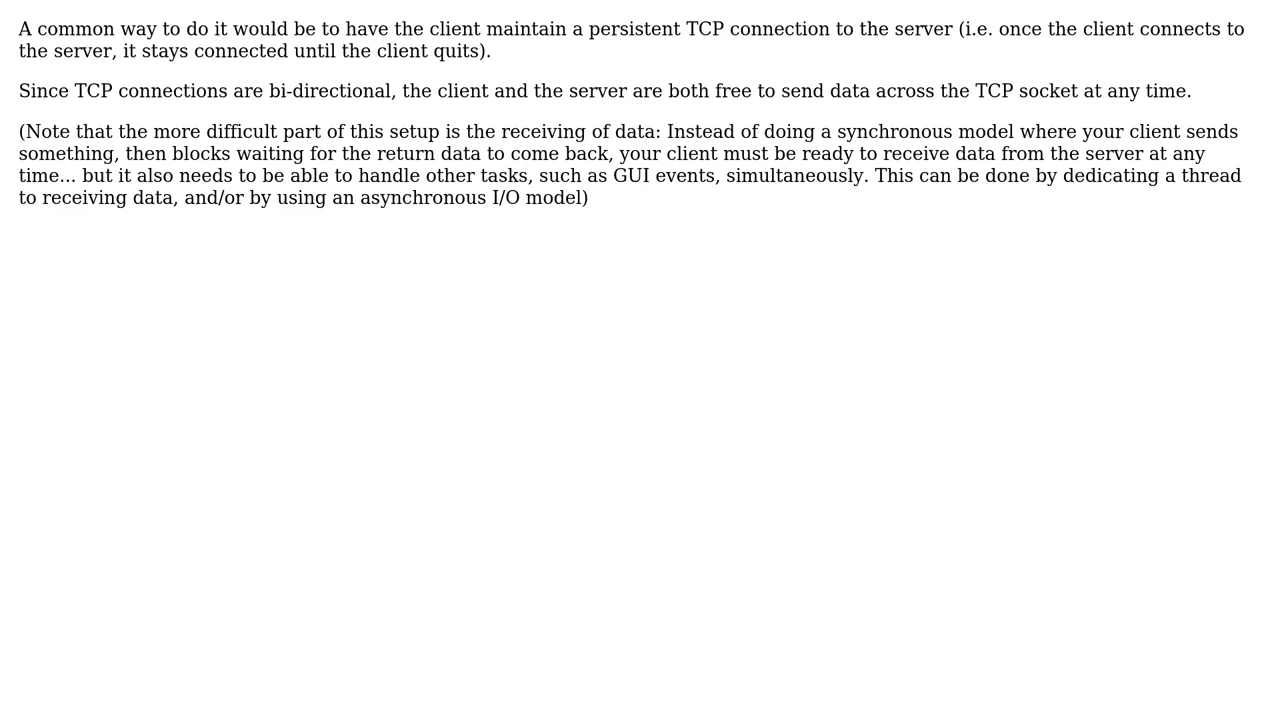 A common way to do it would be to have the client maintain a persistent TCP connection to the server (i.e. once the client connects to
the server, it stays connected until the client quits).
Since TCP connections are bi-directional, the client and the server are both free to send data across the TCP socket at any time.
(Note that the more difficult part of this setup is the receiving of data: Instead of doing a synchronous model where your client sends
something, then blocks waiting for the return data to come back, your client must be ready to receive data from the server at any
time... but it also needs to be able to handle other tasks, such as GUI events, simultaneously. This can be done by dedicating a thread
to receiving data, and/or by using an asynchronous I/O model)